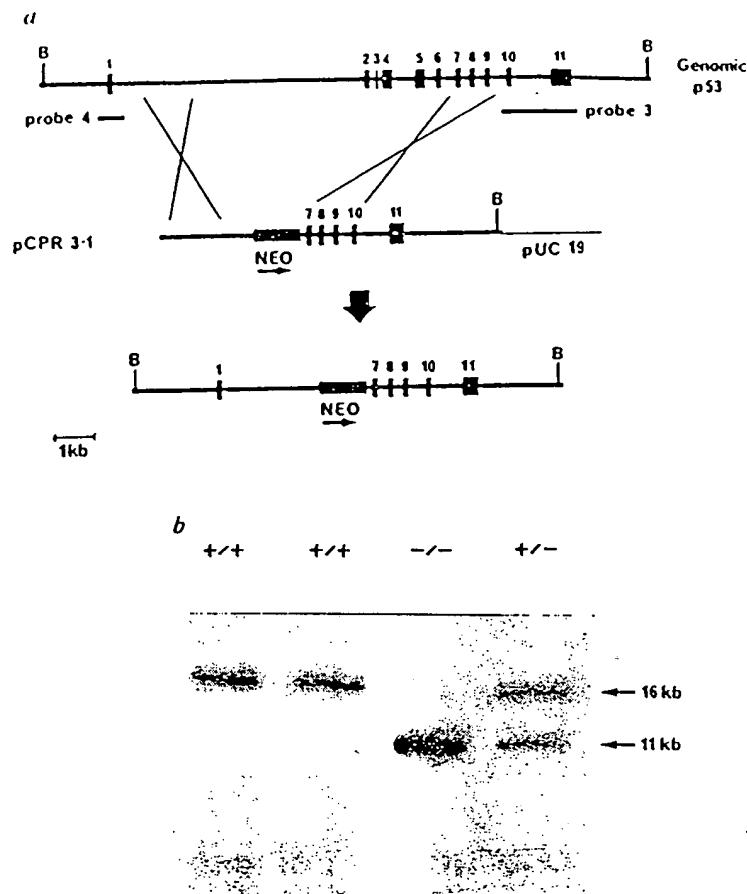 a
B 1 2 3 4 5 6 7 8 9 10 11 B
Genomic
p53
probe 4
probe 3
7 8 9 10 11 B
pCPR 3-1
pUC 19
NEO
B 1 7 8 9 10 11 B
NEO
1kb
b
+/+ +/+ -/- +/-
16 kb
11 kb